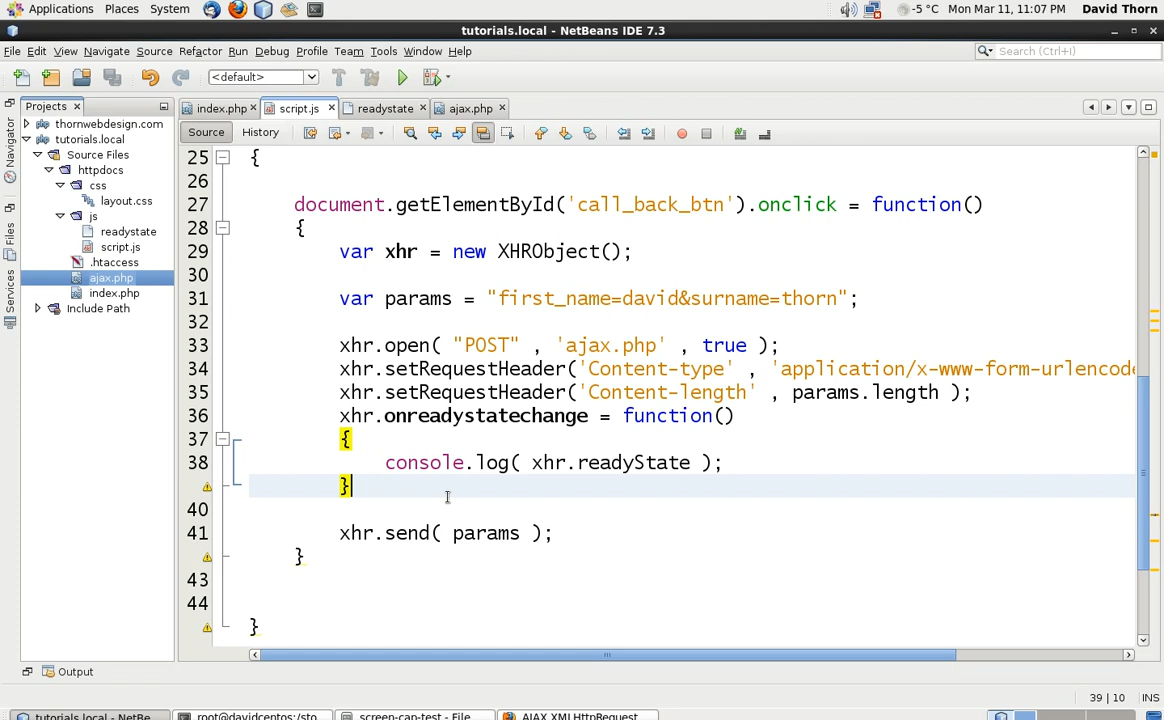 Applications Places System -5 °C Mon Mar 11, 11:07 PM David Thorn
tutorials.local - NetBeans IDE 7.3
File Edit View Navigate Source Refactor Run Debug Profile Team Tools Window Help Search (Ctrl+I)
<default>
Projects index.php script.js readystate ajax.php
thornwebdesign.com
tutorials.local
Source Files
httpdocs
css
layout.css
js
readystate
script.js
.htaccess
ajax.php
index.php
Include Path
Navigator
Files
Services
Source History
25 {
26
27 document.getElementById('call_back_btn').onclick = function()
28 {
29 var xhr = new XHRObject();
30
31 var params = "first_name=david&surname=thorn";
32
33 xhr.open( "POST" , 'ajax.php' , true );
34 xhr.setRequestHeader('Content-type' , 'application/x-www-form-urlencode
35 xhr.setRequestHeader('Content-length' , params.length );
36 xhr.onreadystatechange = function()
37 {
38 console.log( xhr.readyState );
}
40
41 xhr.send( params );
}
43
44
}
Output
39 | 10 INS
tutorials.local - NetBe... root@davidcentos:/sto... screen-cap-test - File ... AJAX XMLHttpRequest ...